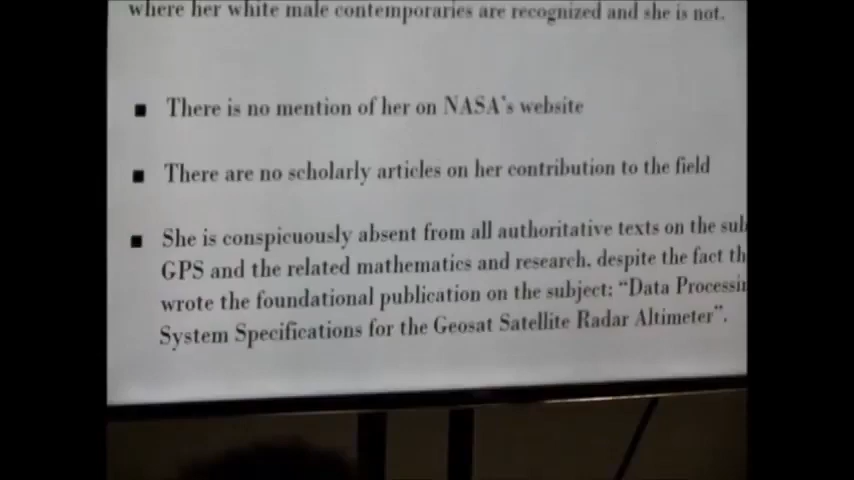 where her white male contemporaries are recognized and she is not.
■ There is no mention of her on NASA's website
■ There are no scholarly articles on her contribution to the field
■ She is conspicuously absent from all authoritative texts on the sub
GPS and the related mathematics and research, despite the fact th
wrote the foundational publication on the subject: “Data Processin
System Specifications for the Geosat Satellite Radar Altimeter”.